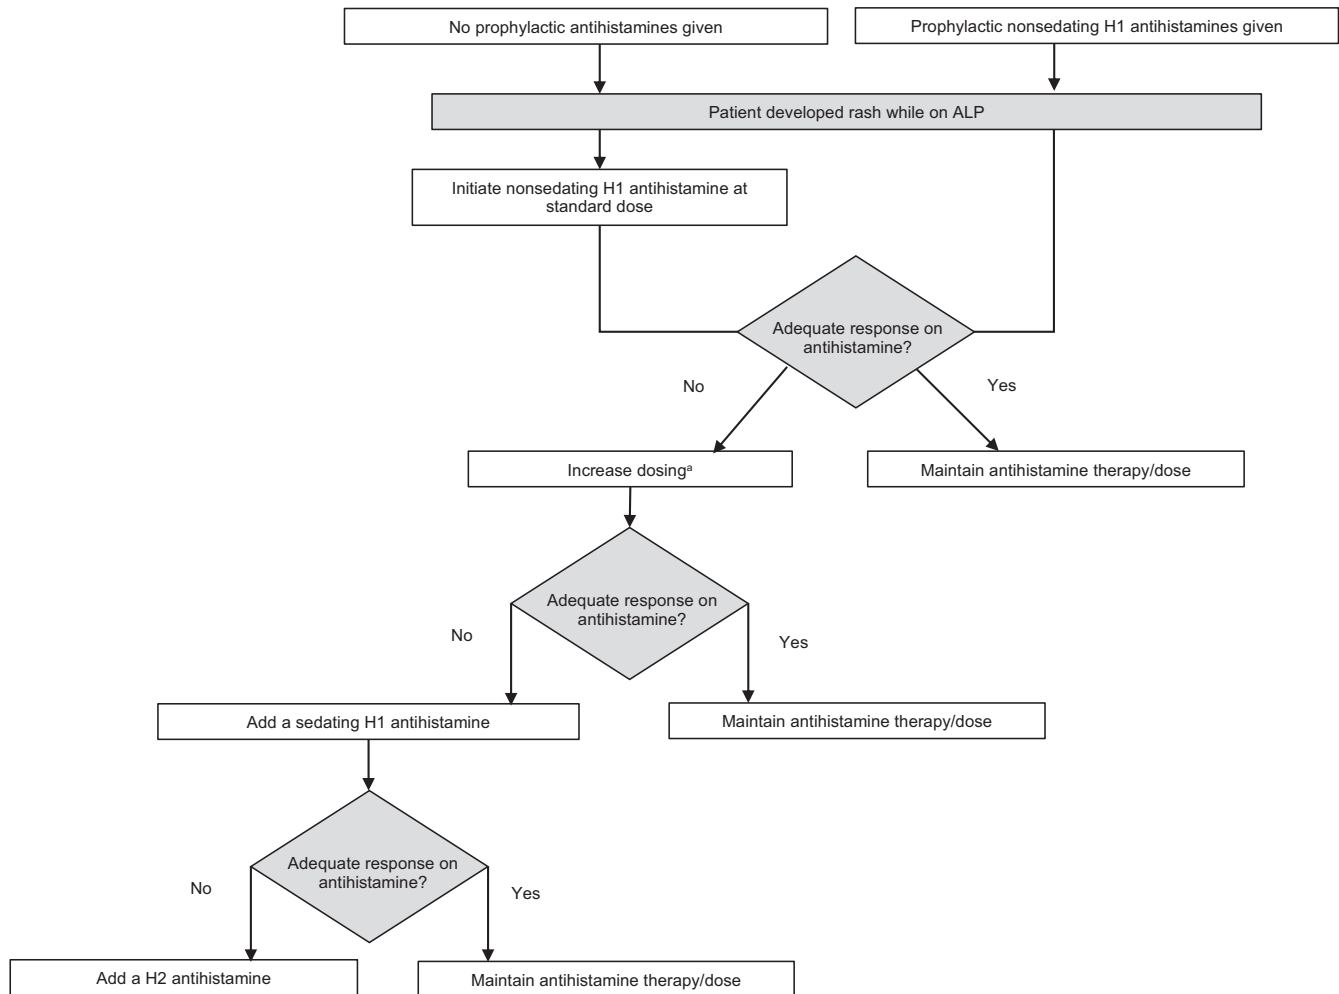 No prophylactic antihistamines given
Prophylactic nonsedating H1 antihistamines given
Patient developed rash while on ALP
Initiate nonsedating H1 antihistamine at
standard dose
Adequate response on
antihistamine?
No
Yes
Increase dosingᵃ
Maintain antihistamine therapy/dose
Adequate response on
antihistamine?
No
Yes
Add a sedating H1 antihistamine
Maintain antihistamine therapy/dose
Adequate response on
antihistamine?
No
Yes
Add a H2 antihistamine
Maintain antihistamine therapy/dose